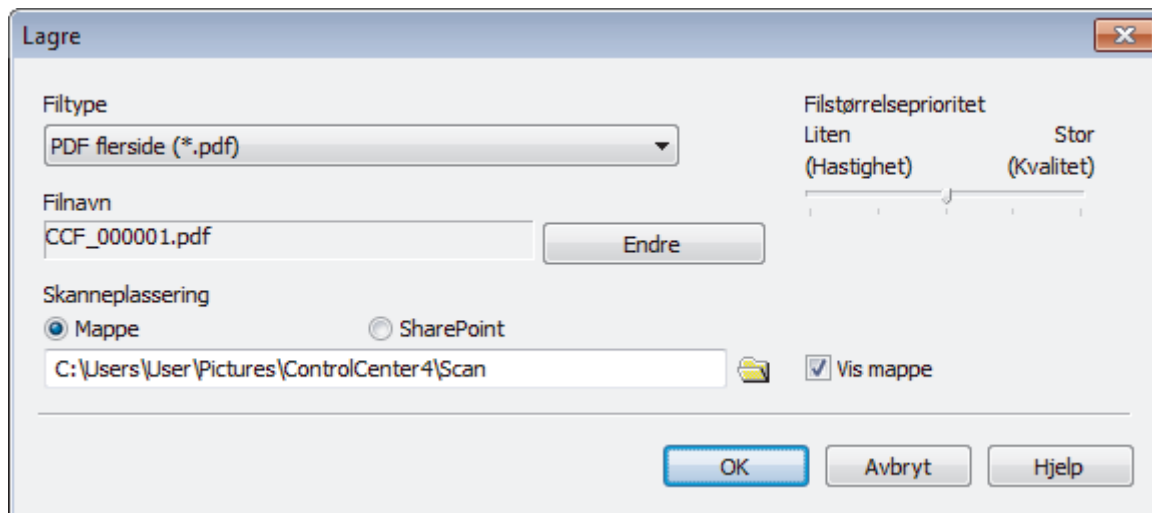 Lagre
Filtype
PDF flerside (*.pdf)
Filnavn
CCF_000001.pdf
Endre
Skanneplassering
Mappe
SharePoint
C:\Users\User\Pictures\ControlCenter4\Scan
Filstørrelseprioritet
Liten
Stor
(Hastighet)
(Kvalitet)
Vis mappe
OK
Avbryt
Hjelp